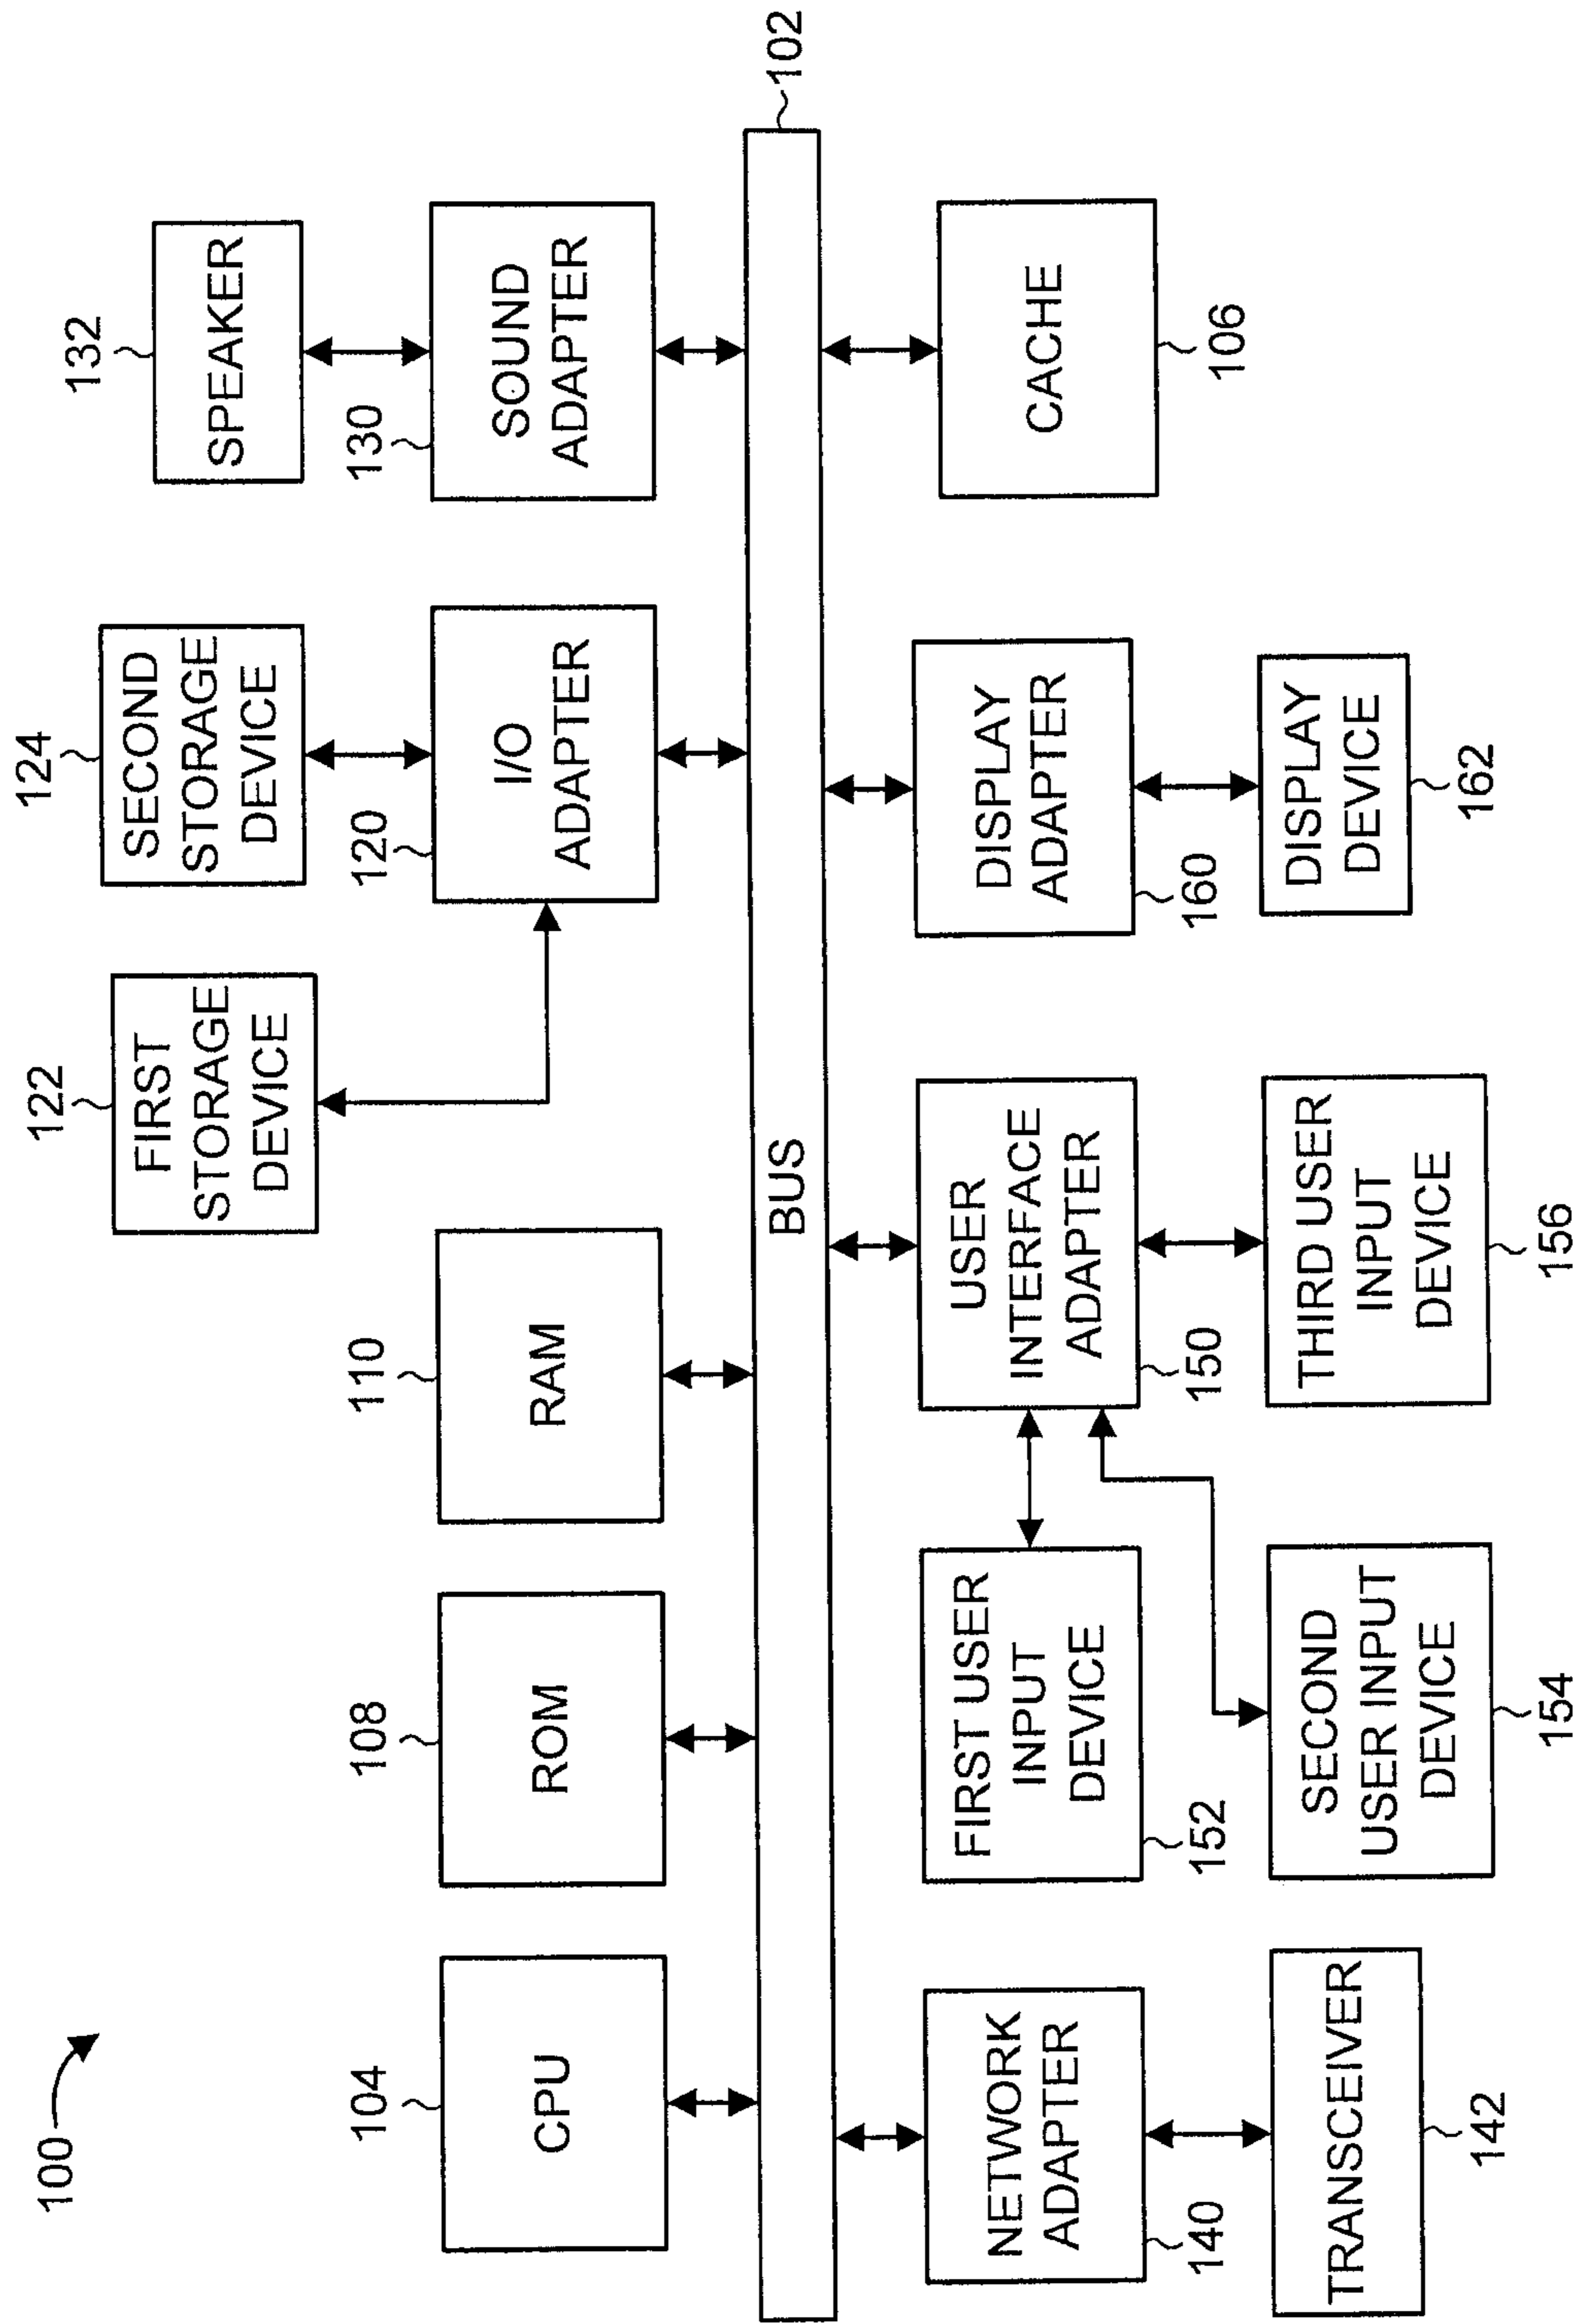 100
132
124
122
SPEAKER
SECOND
STORAGE
DEVICE
FIRST
STORAGE
DEVICE
104
108
110
120
130
CPU
ROM
RAM
I/O
ADAPTER
SOUND
ADAPTER
BUS
102
NETWORK
ADAPTER
FIRST USER
INPUT
DEVICE
USER
INTERFACE
ADAPTER
DISPLAY
ADAPTER
CACHE
140
152
150
160
106
TRANSCEIVER
SECOND
USER INPUT
DEVICE
THIRD USER
INPUT
DEVICE
DISPLAY
DEVICE
142
154
156
162